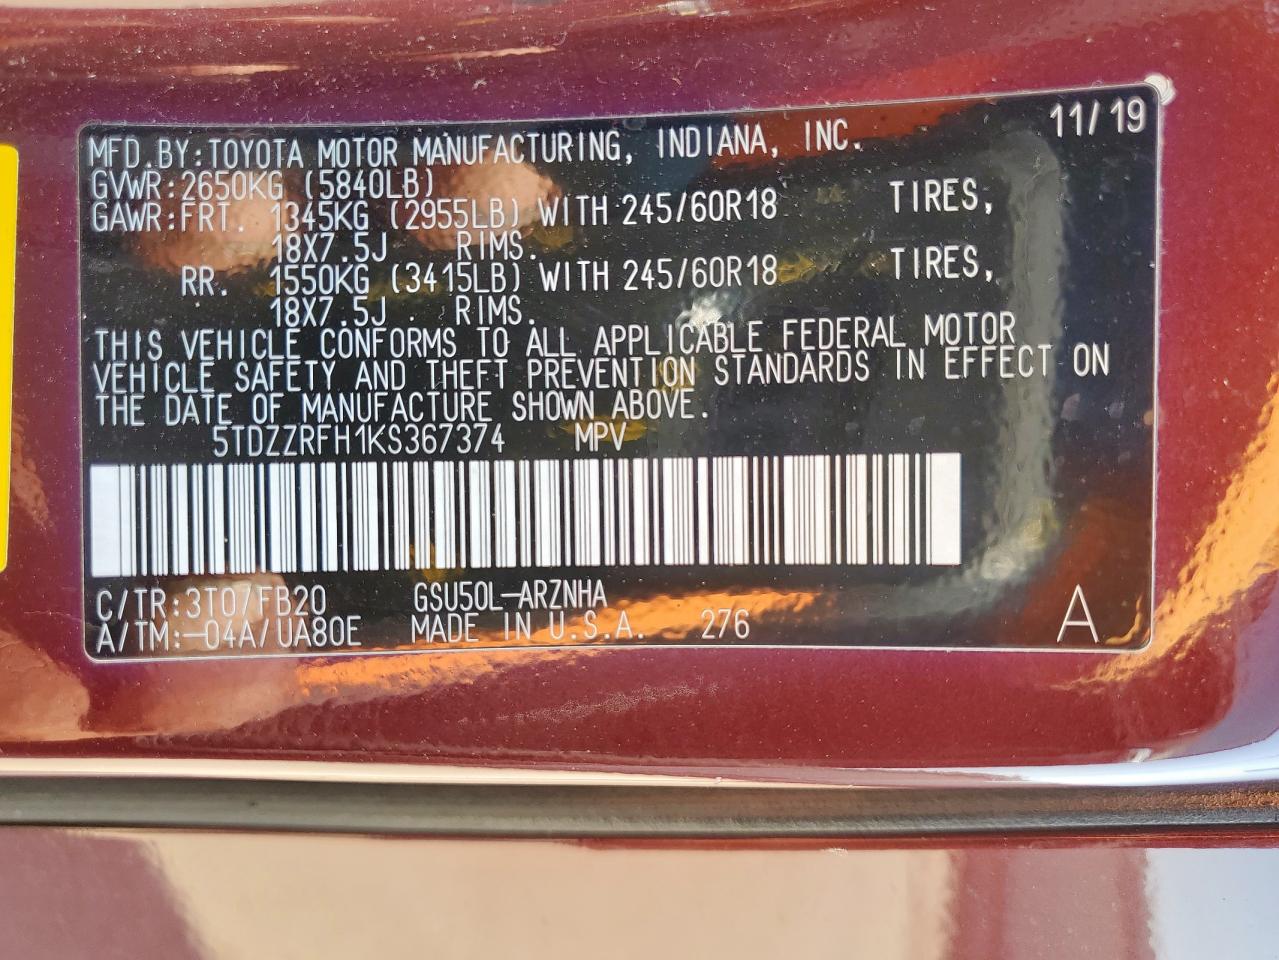 11/19
MFD.BY:TOYOTA MOTOR MANUFACTURING, INDIANA, INC.
GVWR:2650KG (5840LB)
GAWR:FRT. 1345KG (2955LB) WITH 245/60R18 TIRES,
18X7.5J RIMS.
RR. 1550KG (3415LB) WITH 245/60R18 TIRES,
18X7.5J RIMS.
THIS VEHICLE CONFORMS TO ALL APPLICABLE FEDERAL MOTOR
VEHICLE SAFETY AND THEFT PREVENTION STANDARDS IN EFFECT ON
THE DATE OF MANUFACTURE SHOWN ABOVE.
5TDZZRFH1KS367374 MPV
C/TR:3T0/FB20 GSU50L-ARZNHA
A/TM:-04A/UA80E MADE IN U.S.A. 276
A